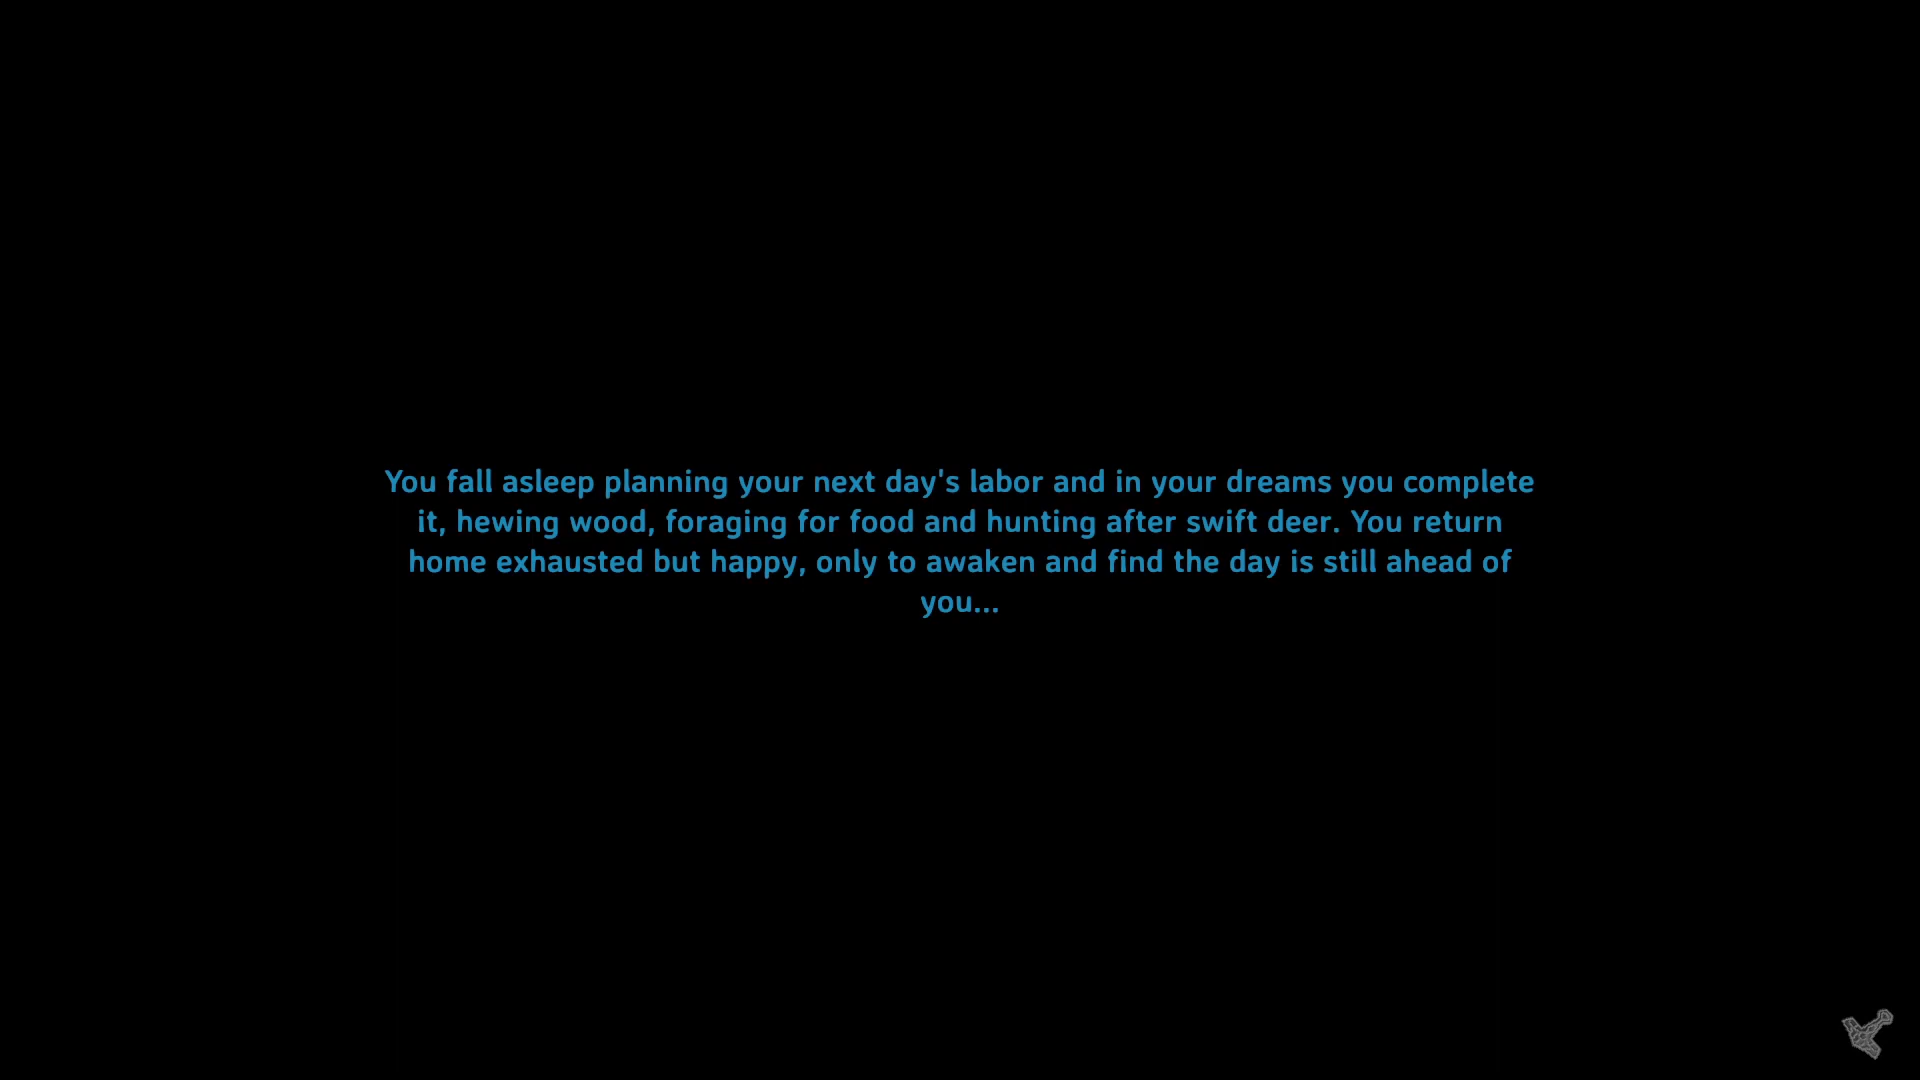 You fall asleep planning your next day's labor and in your dreams you complete
it, hewing wood, foraging for food and hunting after swift deer. You return
home exhausted but happy, only to awaken and find the day is still ahead of
you...